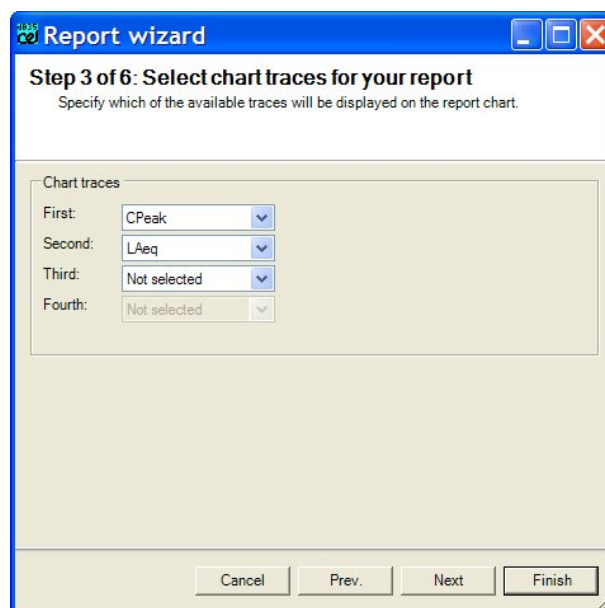 cel Report wizard
Step 3 of 6: Select chart traces for your report
Specify which of the available traces will be displayed on the report chart.
Chart traces
First: CPeak
Second: LAeq
Third: Not selected
Fourth: Not selected
Cancel Prev. Next Finish